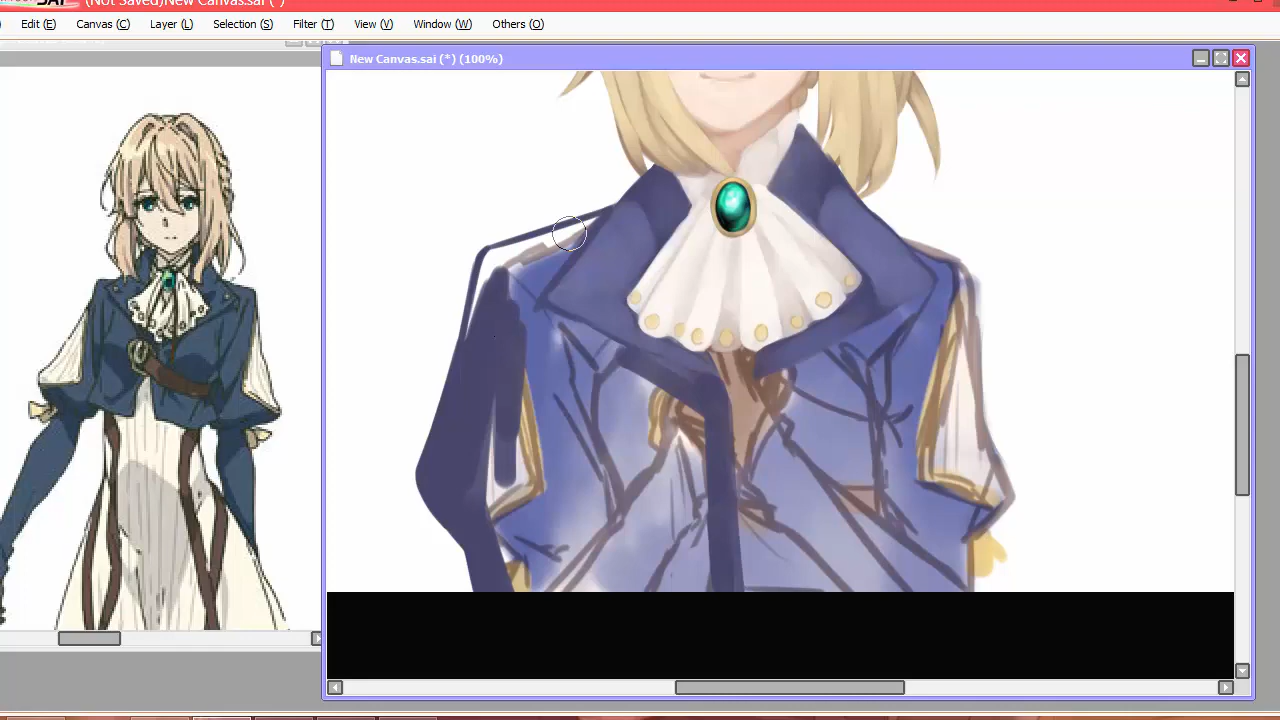 (Not Saved)New Canvas.sai (*)
Edit (E) Canvas (C) Layer (L) Selection (S) Filter (T) View (V) Window (W) Others (O)
New Canvas.sai (*) (100%)